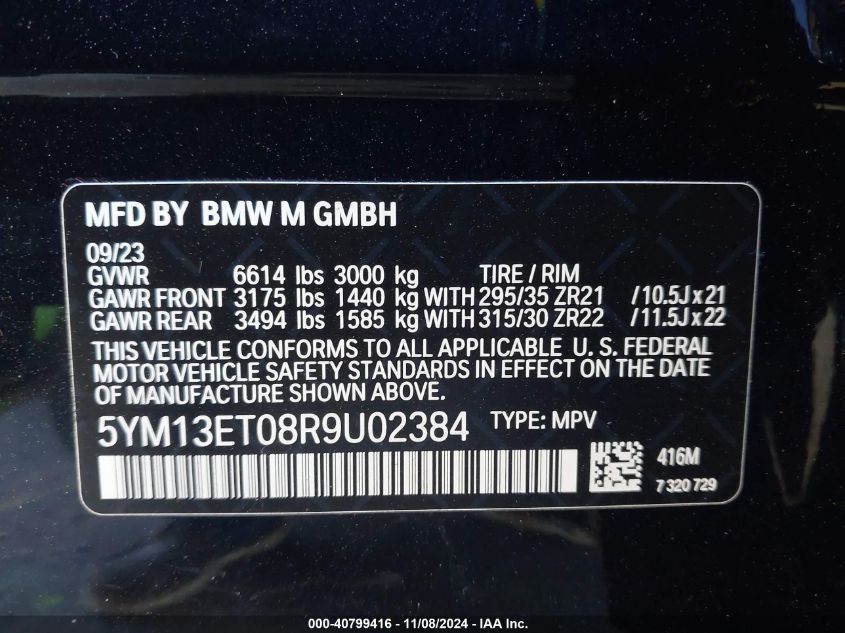 MFD BY BMW M GMBH
09/23
GVWR 6614 lbs 3000 kg TIRE / RIM
GAWR FRONT 3175 lbs 1440 kg WITH 295/35 ZR21 /10.5J x 21
GAWR REAR 3494 lbs 1585 kg WITH 315/30 ZR22 /11.5J x 22
THIS VEHICLE CONFORMS TO ALL APPLICABLE U. S. FEDERAL
MOTOR VEHICLE SAFETY STANDARDS IN EFFECT ON THE DATE
OF MANUFACTURE SHOWN ABOVE.
5YM13ET08R9U02384 TYPE: MPV
416M
7 320 729
000-40799416 - 11/08/2024 - IAA Inc.